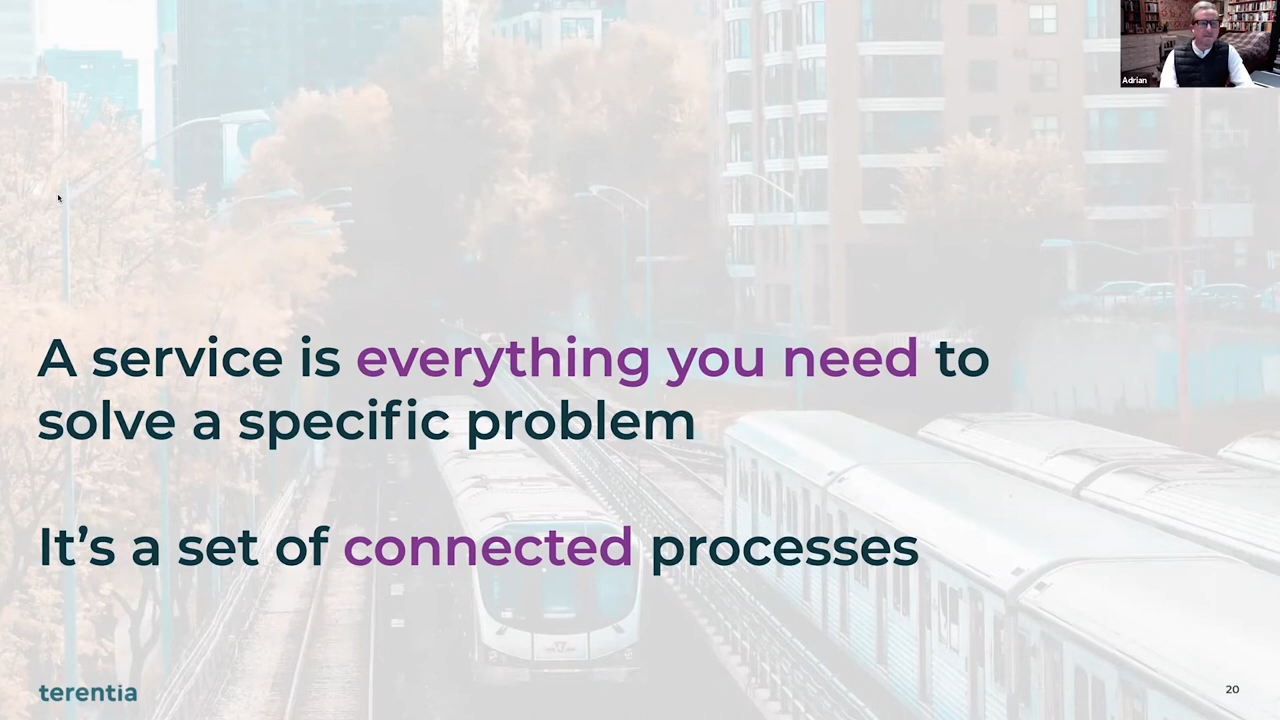 Adrian
A service is everything you need to
solve a specific problem
It's a set of connected processes
terentia
20